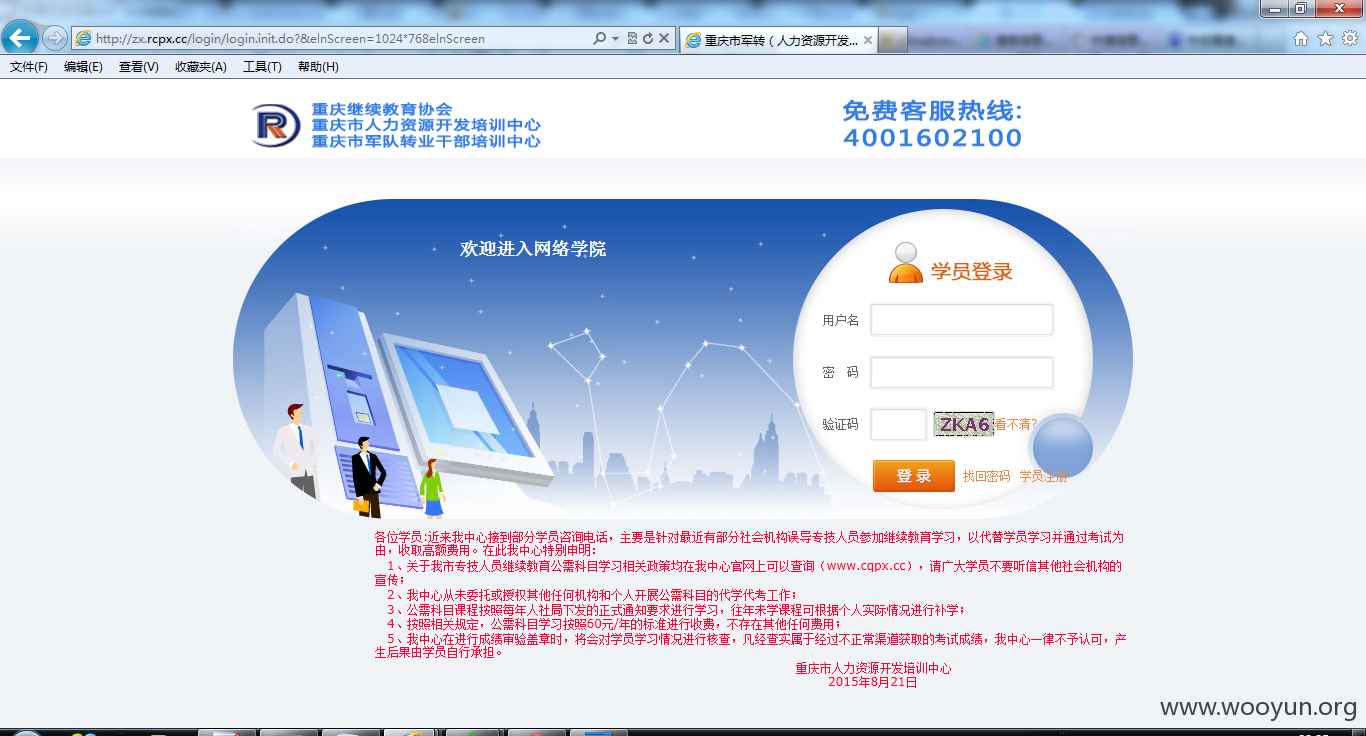 http://zx.rcpx.cc/login/login.init.do?&elnScreen=1024*768elnScreen
重庆市军转（人力资源开发...
文件(F) 编辑(E) 查看(V) 收藏夹(A) 工具(T) 帮助(H)
重庆继续教育协会
重庆市人力资源开发培训中心
重庆市军队转业干部培训中心
免费客服热线:
4001602100
欢迎进入网络学院
学员登录
用户名
密 码
验证码 ZKA6 看不清?
登 录 找回密码 学员注册
各位学员:近来我中心接到部分学员咨询电话，主要是针对最近有部分社会机构误导专技人员参加继续教育学习，以代替学员学习并通过考试为
由，收取高额费用。在此我中心特别申明：
1、关于我市专技人员继续教育公需科目学习相关政策均在我中心官网上可以查询（www.cqpx.cc），请广大学员不要听信其他社会机构的
宣传；
2、我中心从未委托或授权其他任何机构和个人开展公需科目的代学代考工作；
3、公需科目课程按照每年人社局下发的正式通知要求进行学习，往年未学课程可根据个人实际情况进行补学；
4、按照相关规定，公需科目学习按照60元/年的标准进行收费，不存在其他任何费用；
5、我中心在进行成绩审验盖章时，将会对学员学习情况进行核查，凡经查实属于经过不正常渠道获取的考试成绩，我中心一律不予认可，产
生后果由学员自行承担。
重庆市人力资源开发培训中心
2015年8月21日
www.wooyun.org